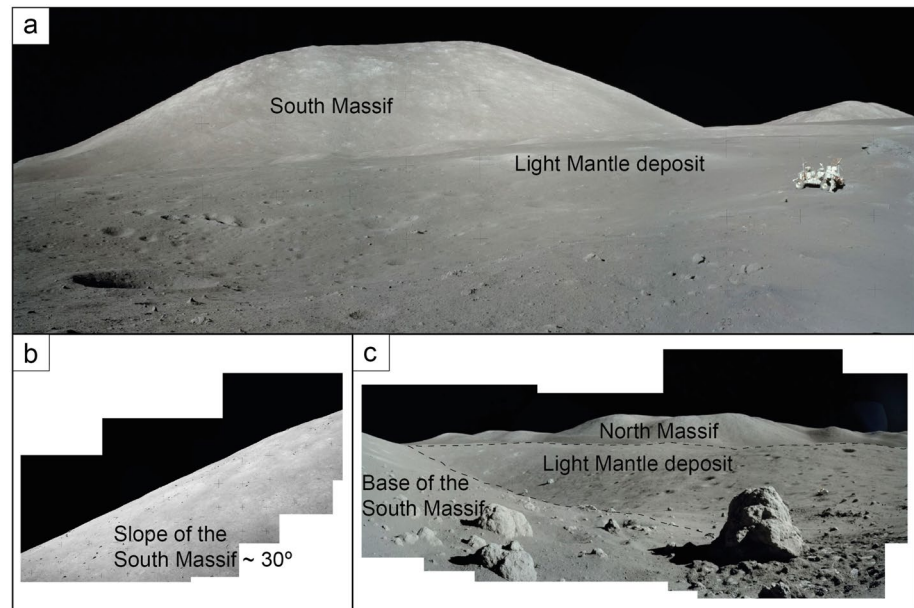 a
South Massif
Light Mantle deposit
b
Slope of the
South Massif ~ 30º
c
North Massif
Light Mantle deposit
Base of the
South Massif